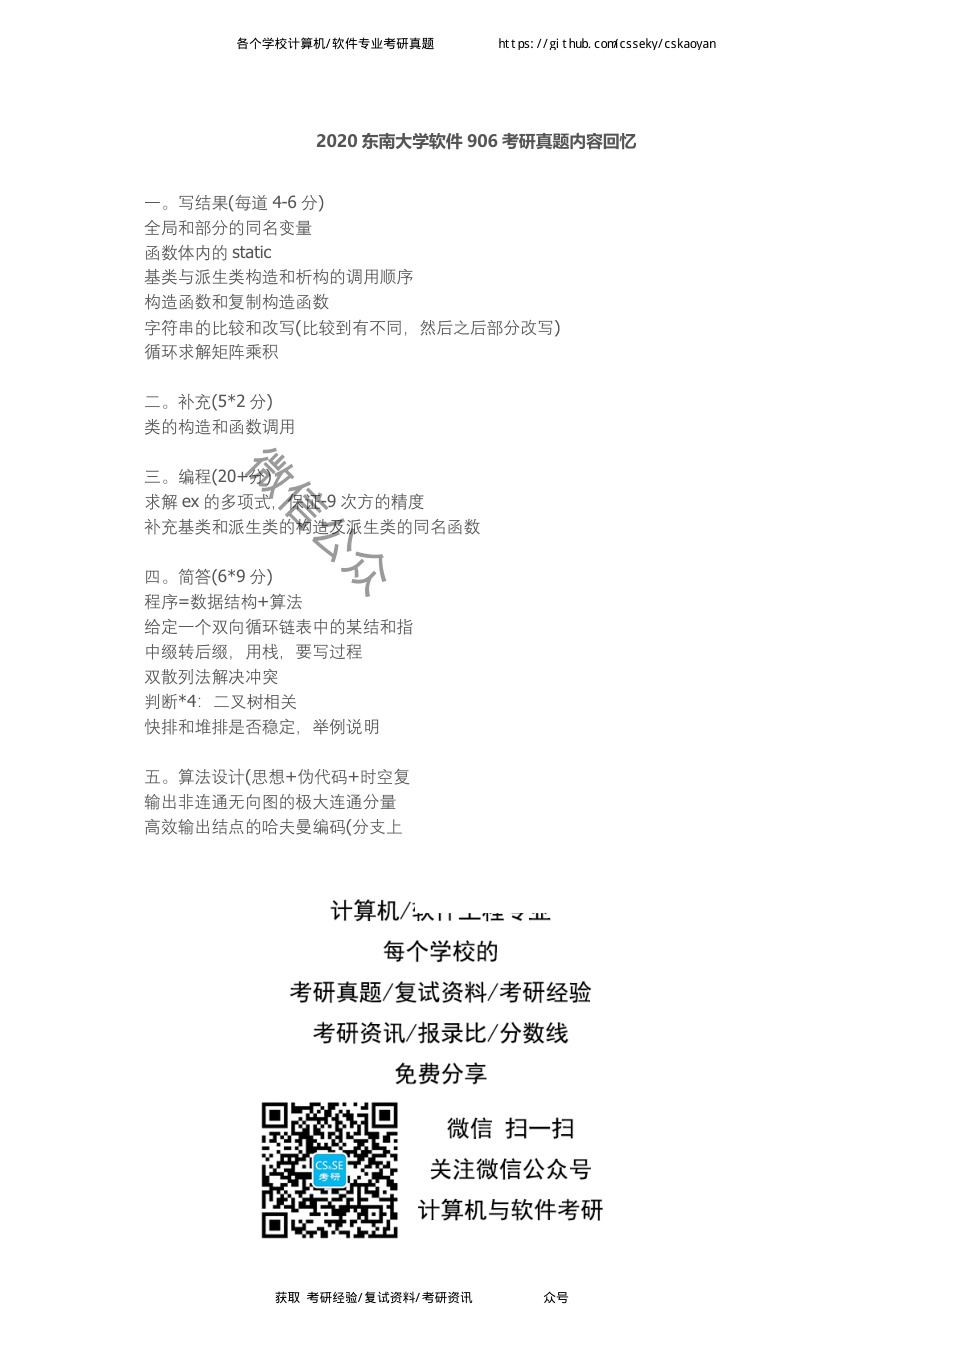 各个学校计算机/软件专业考研真题 https://github.com/csseky/cskaoyan
2020 东南大学软件 906 考研真题内容回忆
一。写结果(每道 4-6 分)
全局和部分的同名变量
函数体内的 static
基类与派生类构造和析构的调用顺序
构造函数和复制构造函数
字符串的比较和改写(比较到有不同，然后之后部分改写)
循环求解矩阵乘积
二。补充(5*2 分)
类的构造和函数调用
三。编程(20+分)
求解 ex 的多项式，保证-9 次方的精度
补充基类和派生类的构造及派生类的同名函数
微信公众
四。简答(6*9 分)
程序=数据结构+算法
给定一个双向循环链表中的某结和指
中缀转后缀，用栈，要写过程
双散列法解决冲突
判断*4：二叉树相关
快排和堆排是否稳定，举例说明
五。算法设计(思想+伪代码+时空复
输出非连通无向图的极大连通分量
高效输出结点的哈夫曼编码(分支上
计算机/软件工程专业
每个学校的
考研真题/复试资料/考研经验
考研资讯/报录比/分数线
免费分享
CS&SE
考研
微信 扫一扫
关注微信公众号
计算机与软件考研
获取 考研经验/复试资料/考研资讯 众号